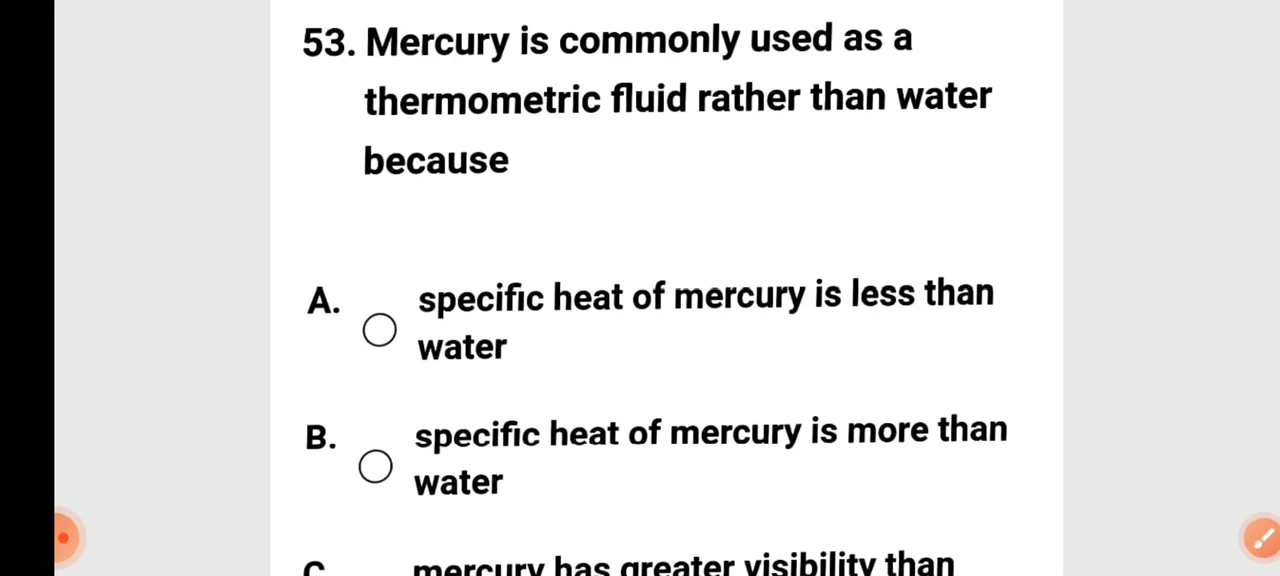 53. Mercury is commonly used as a
thermometric fluid rather than water
because
A. specific heat of mercury is less than
water
B. specific heat of mercury is more than
water
C mercury has greater visibility than